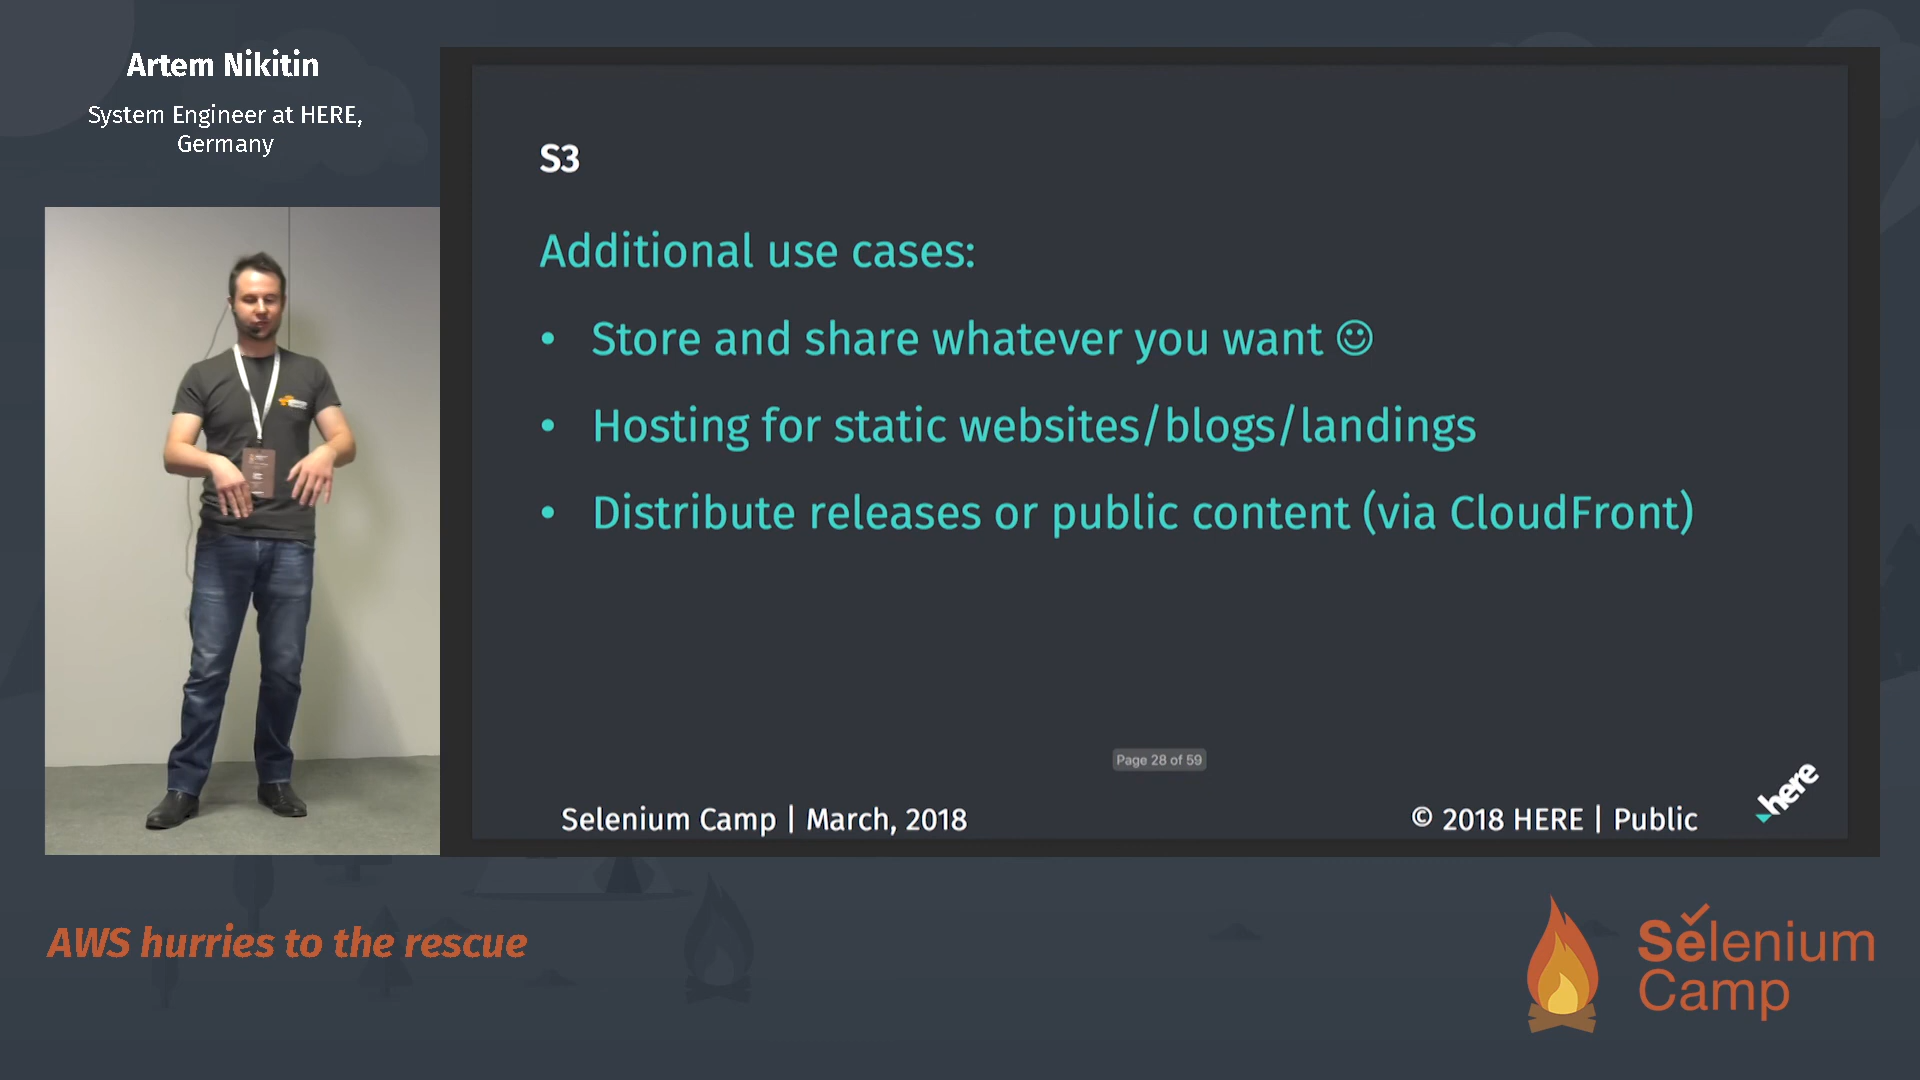 Artem Nikitin
System Engineer at HERE,
Germany
S3
Additional use cases:
• Store and share whatever you want ☺
• Hosting for static websites/blogs/landings
• Distribute releases or public content (via CloudFront)
Page 28 of 59
Selenium Camp | March, 2018
© 2018 HERE | Public
here
AWS hurries to the rescue
Selenium
Camp